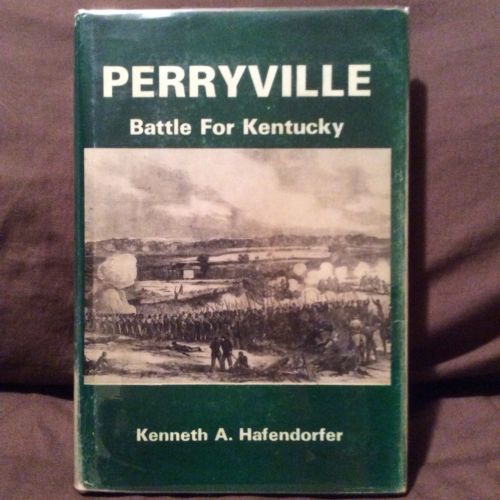 PERRYVILLE
Battle For Kentucky
Kenneth A. Hafendorfer